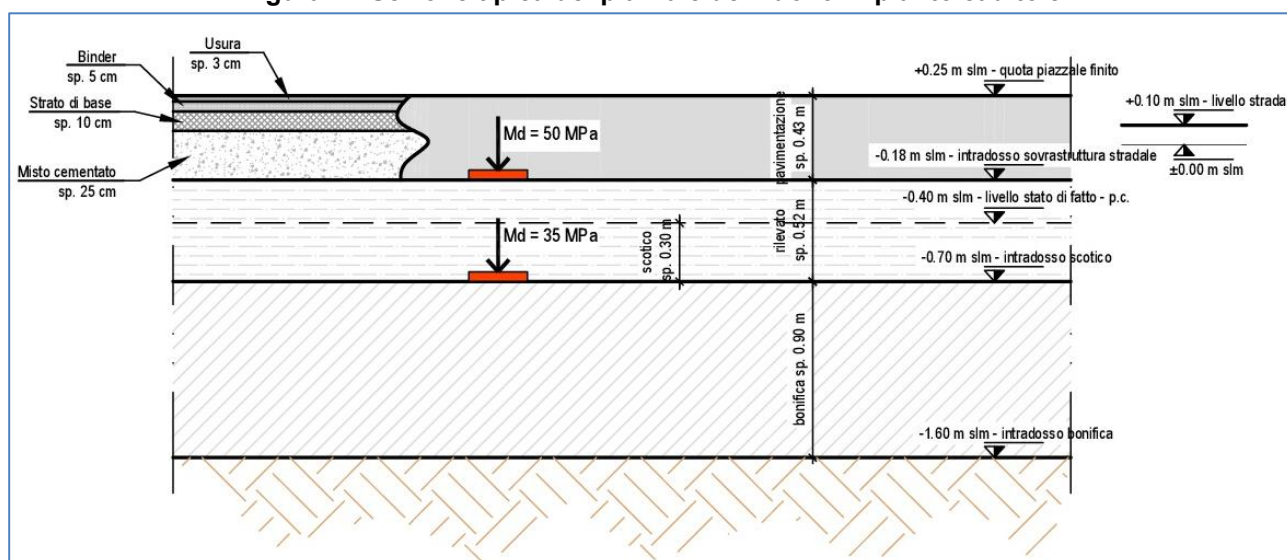 Usura
sp. 3 cm
Binder
sp. 5 cm
Strato di base
sp. 10 cm
Misto cementato
sp. 25 cm
Md = 50 MPa
Md = 35 MPa
scotico
sp. 0.30 m
pavimentazione
sp. 0.43 m
rilevato
sp. 0.52 m
bonifica sp. 0.90 m
+0.25 m slm - quota piazzale finito
+0.10 m slm - livello strada
-0.18 m slm - intradosso sovrastruttura stradale
±0.00 m slm
-0.40 m slm - livello stato di fatto - p.c.
-0.70 m slm - intradosso scotico
-1.60 m slm - intradosso bonifica